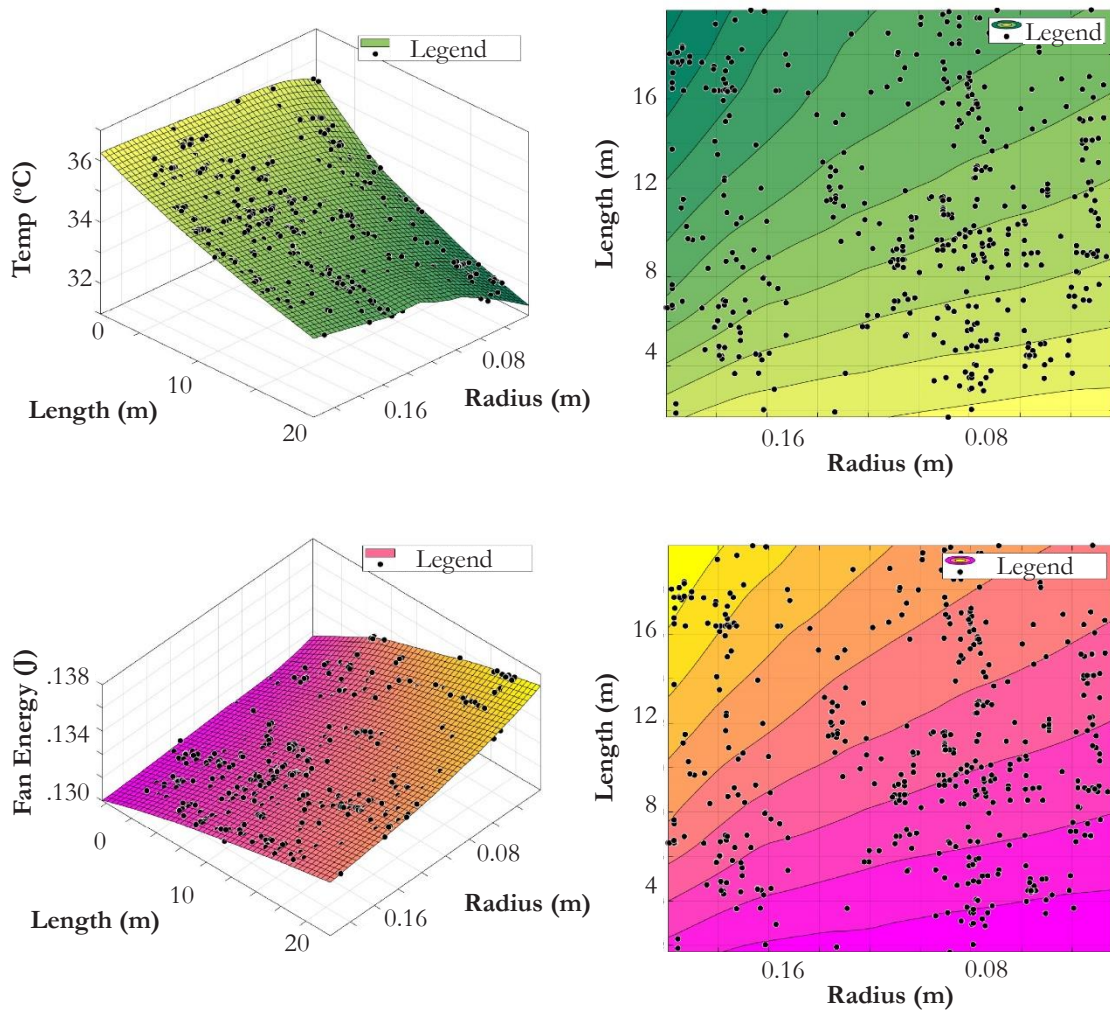 Legend
36
34
32
Temp (°C)
0
10
20
Length (m)
0.16
0.08
Radius (m)
Legend
16
12
8
4
Length (m)
0.16
0.08
Radius (m)
Legend
.138
.134
.130
Fan Energy (J)
0
10
20
Length (m)
0.16
0.08
Radius (m)
Legend
16
12
8
4
Length (m)
0.16
0.08
Radius (m)